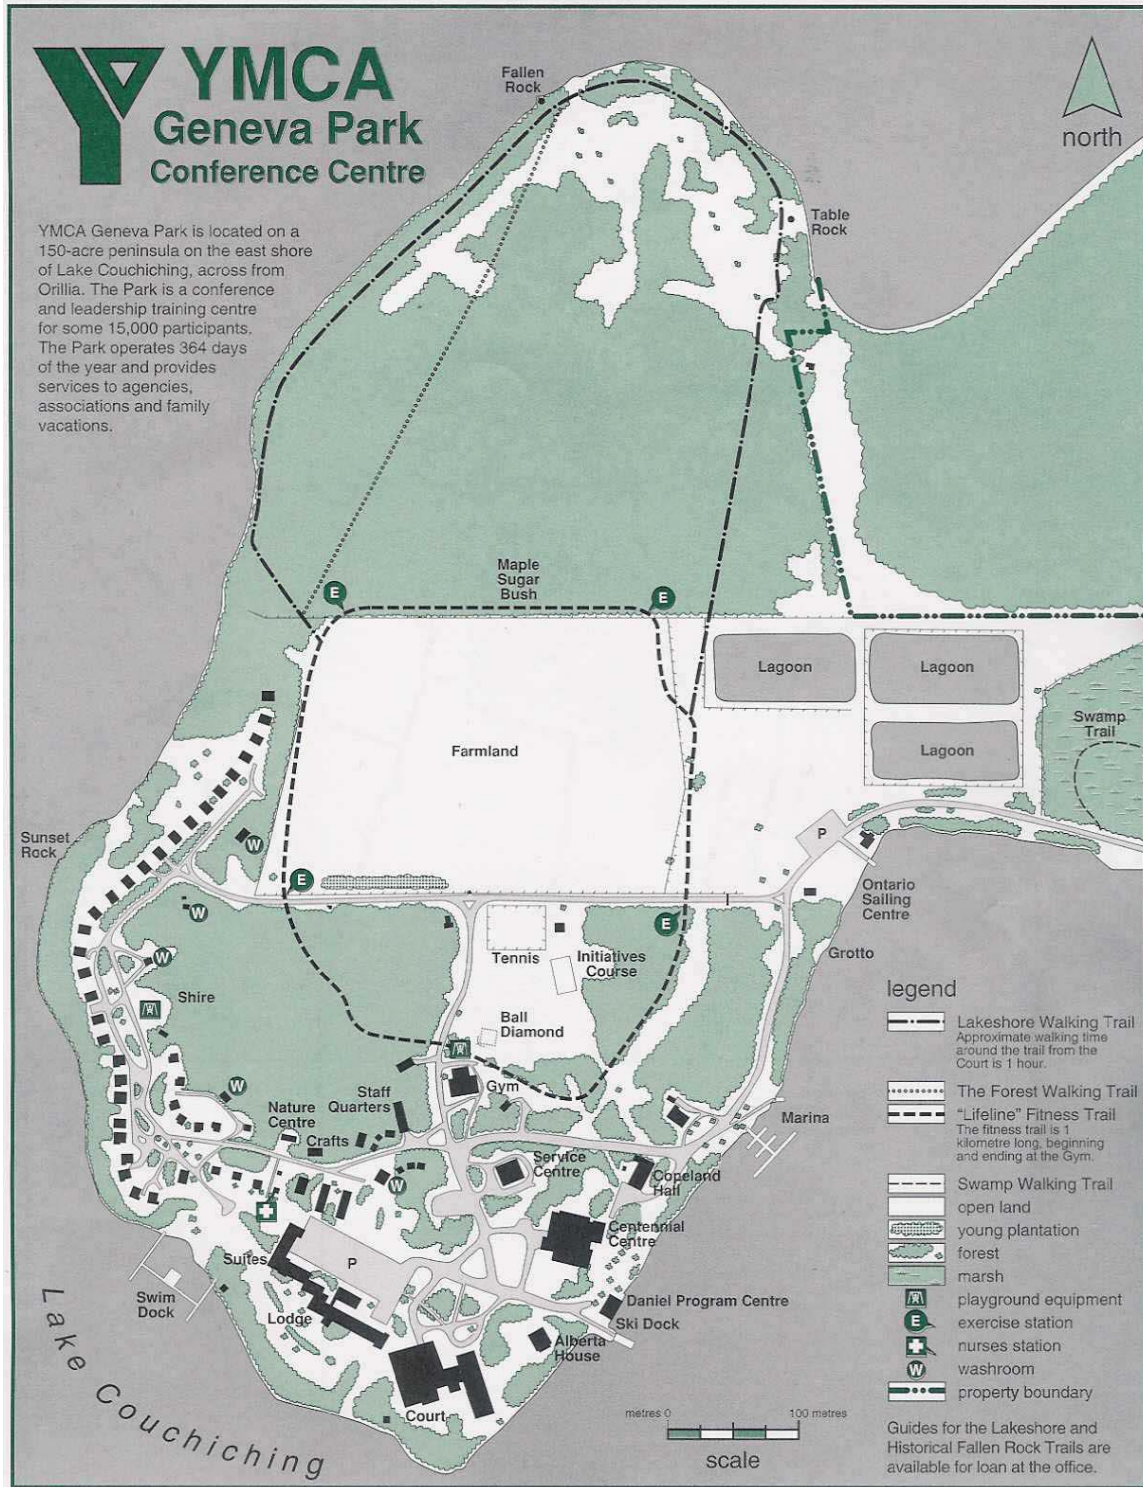 YMCA
Geneva Park
Conference Centre
YMCA Geneva Park is located on a
150-acre peninsula on the east shore
of Lake Couchiching, across from
Orillia. The Park is a conference
and leadership training centre
for some 15,000 participants.
The Park operates 364 days
of the year and provides
services to agencies,
associations and family
vacations.
Fallen
Rock
north
Table
Rock
Maple
Sugar
Bush
E
E
Lagoon
Lagoon
Lagoon
Swamp
Trail
Farmland
Sunset
Rock
W
P
E
Ontario
Sailing
Centre
W
E
Tennis
Initiatives
Course
Grotto
W
Shire
Ball
Diamond
Gym
Staff
Quarters
W
Nature
Centre
Crafts
Marina
Service
Centre
Copeland
Hall
W
Centennial
Centre
Suites
P
Swim
Dock
Lodge
Daniel Program Centre
Ski Dock
Alberta
House
Court
Lake Couchiching
legend
Lakeshore Walking Trail
Approximate walking time
around the trail from the
Court is 1 hour.
The Forest Walking Trail
"Lifeline" Fitness Trail
The fitness trail is 1
kilometre long, beginning
and ending at the Gym.
Swamp Walking Trail
open land
young plantation
forest
marsh
playground equipment
E exercise station
nurses station
W washroom
property boundary
metres 0 100 metres
scale
Guides for the Lakeshore and
Historical Fallen Rock Trails are
available for loan at the office.